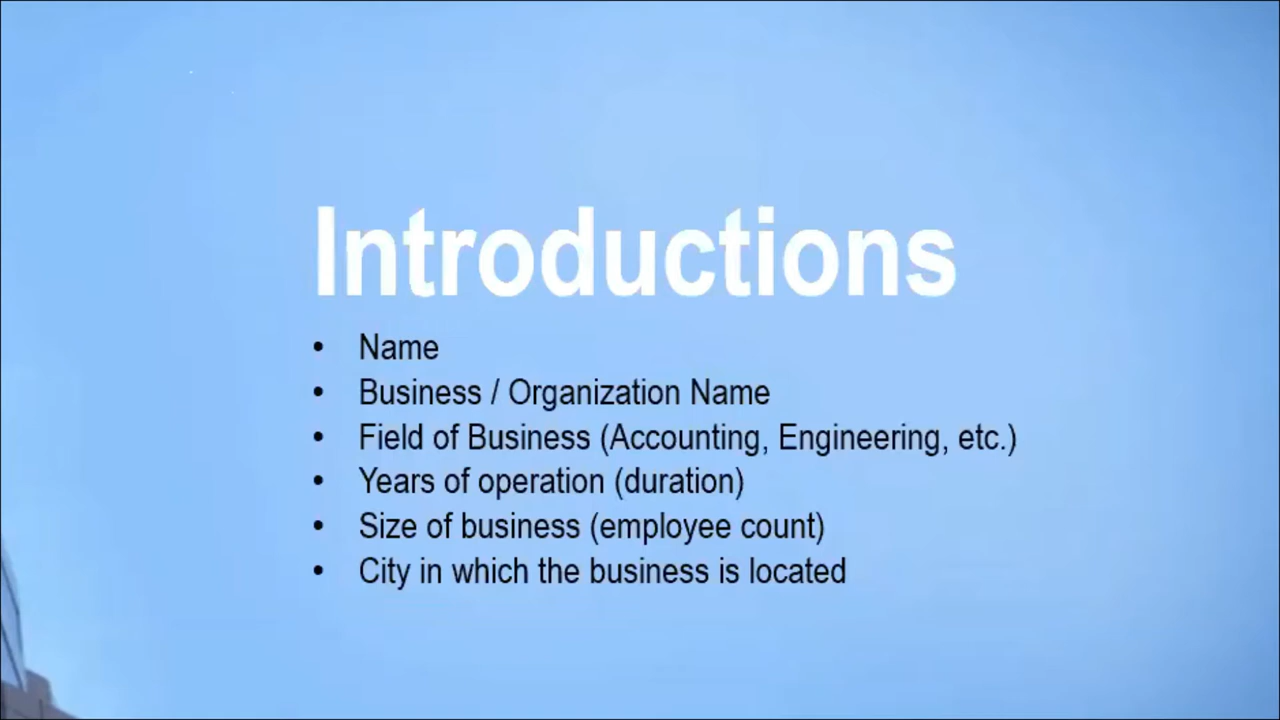 Introductions
• Name
• Business / Organization Name
• Field of Business (Accounting, Engineering, etc.)
• Years of operation (duration)
• Size of business (employee count)
• City in which the business is located